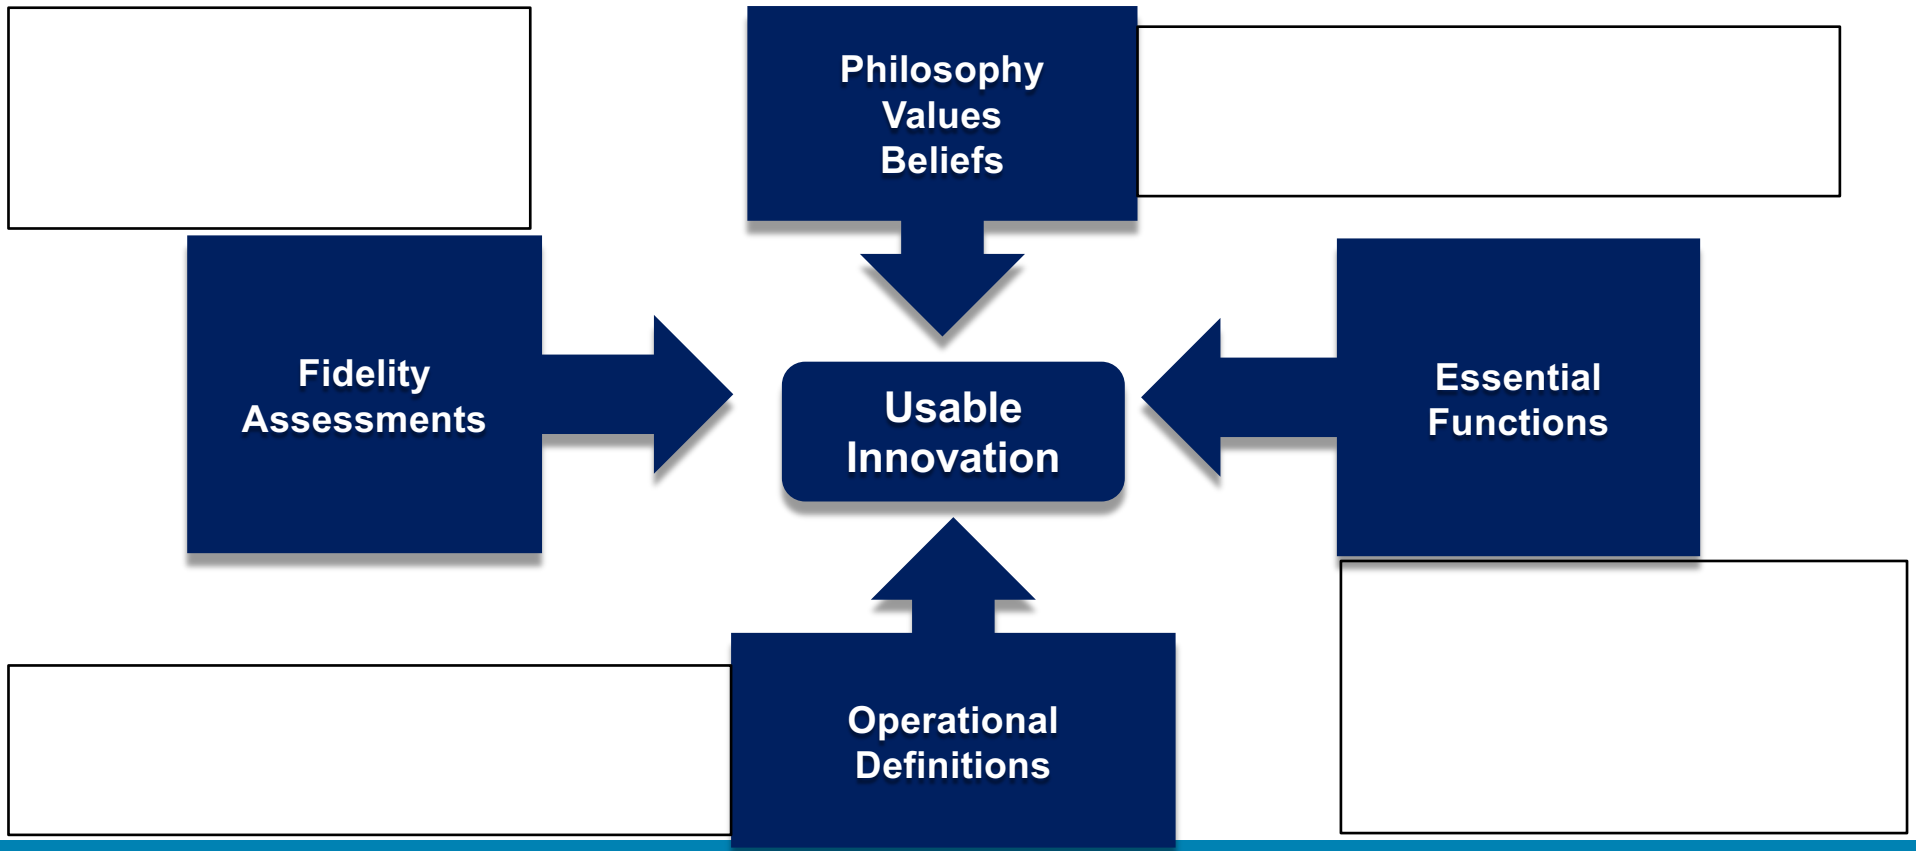 Philosophy
Values
Beliefs
Fidelity
Assessments
Usable
Innovation
Essential
Functions
Operational
Definitions